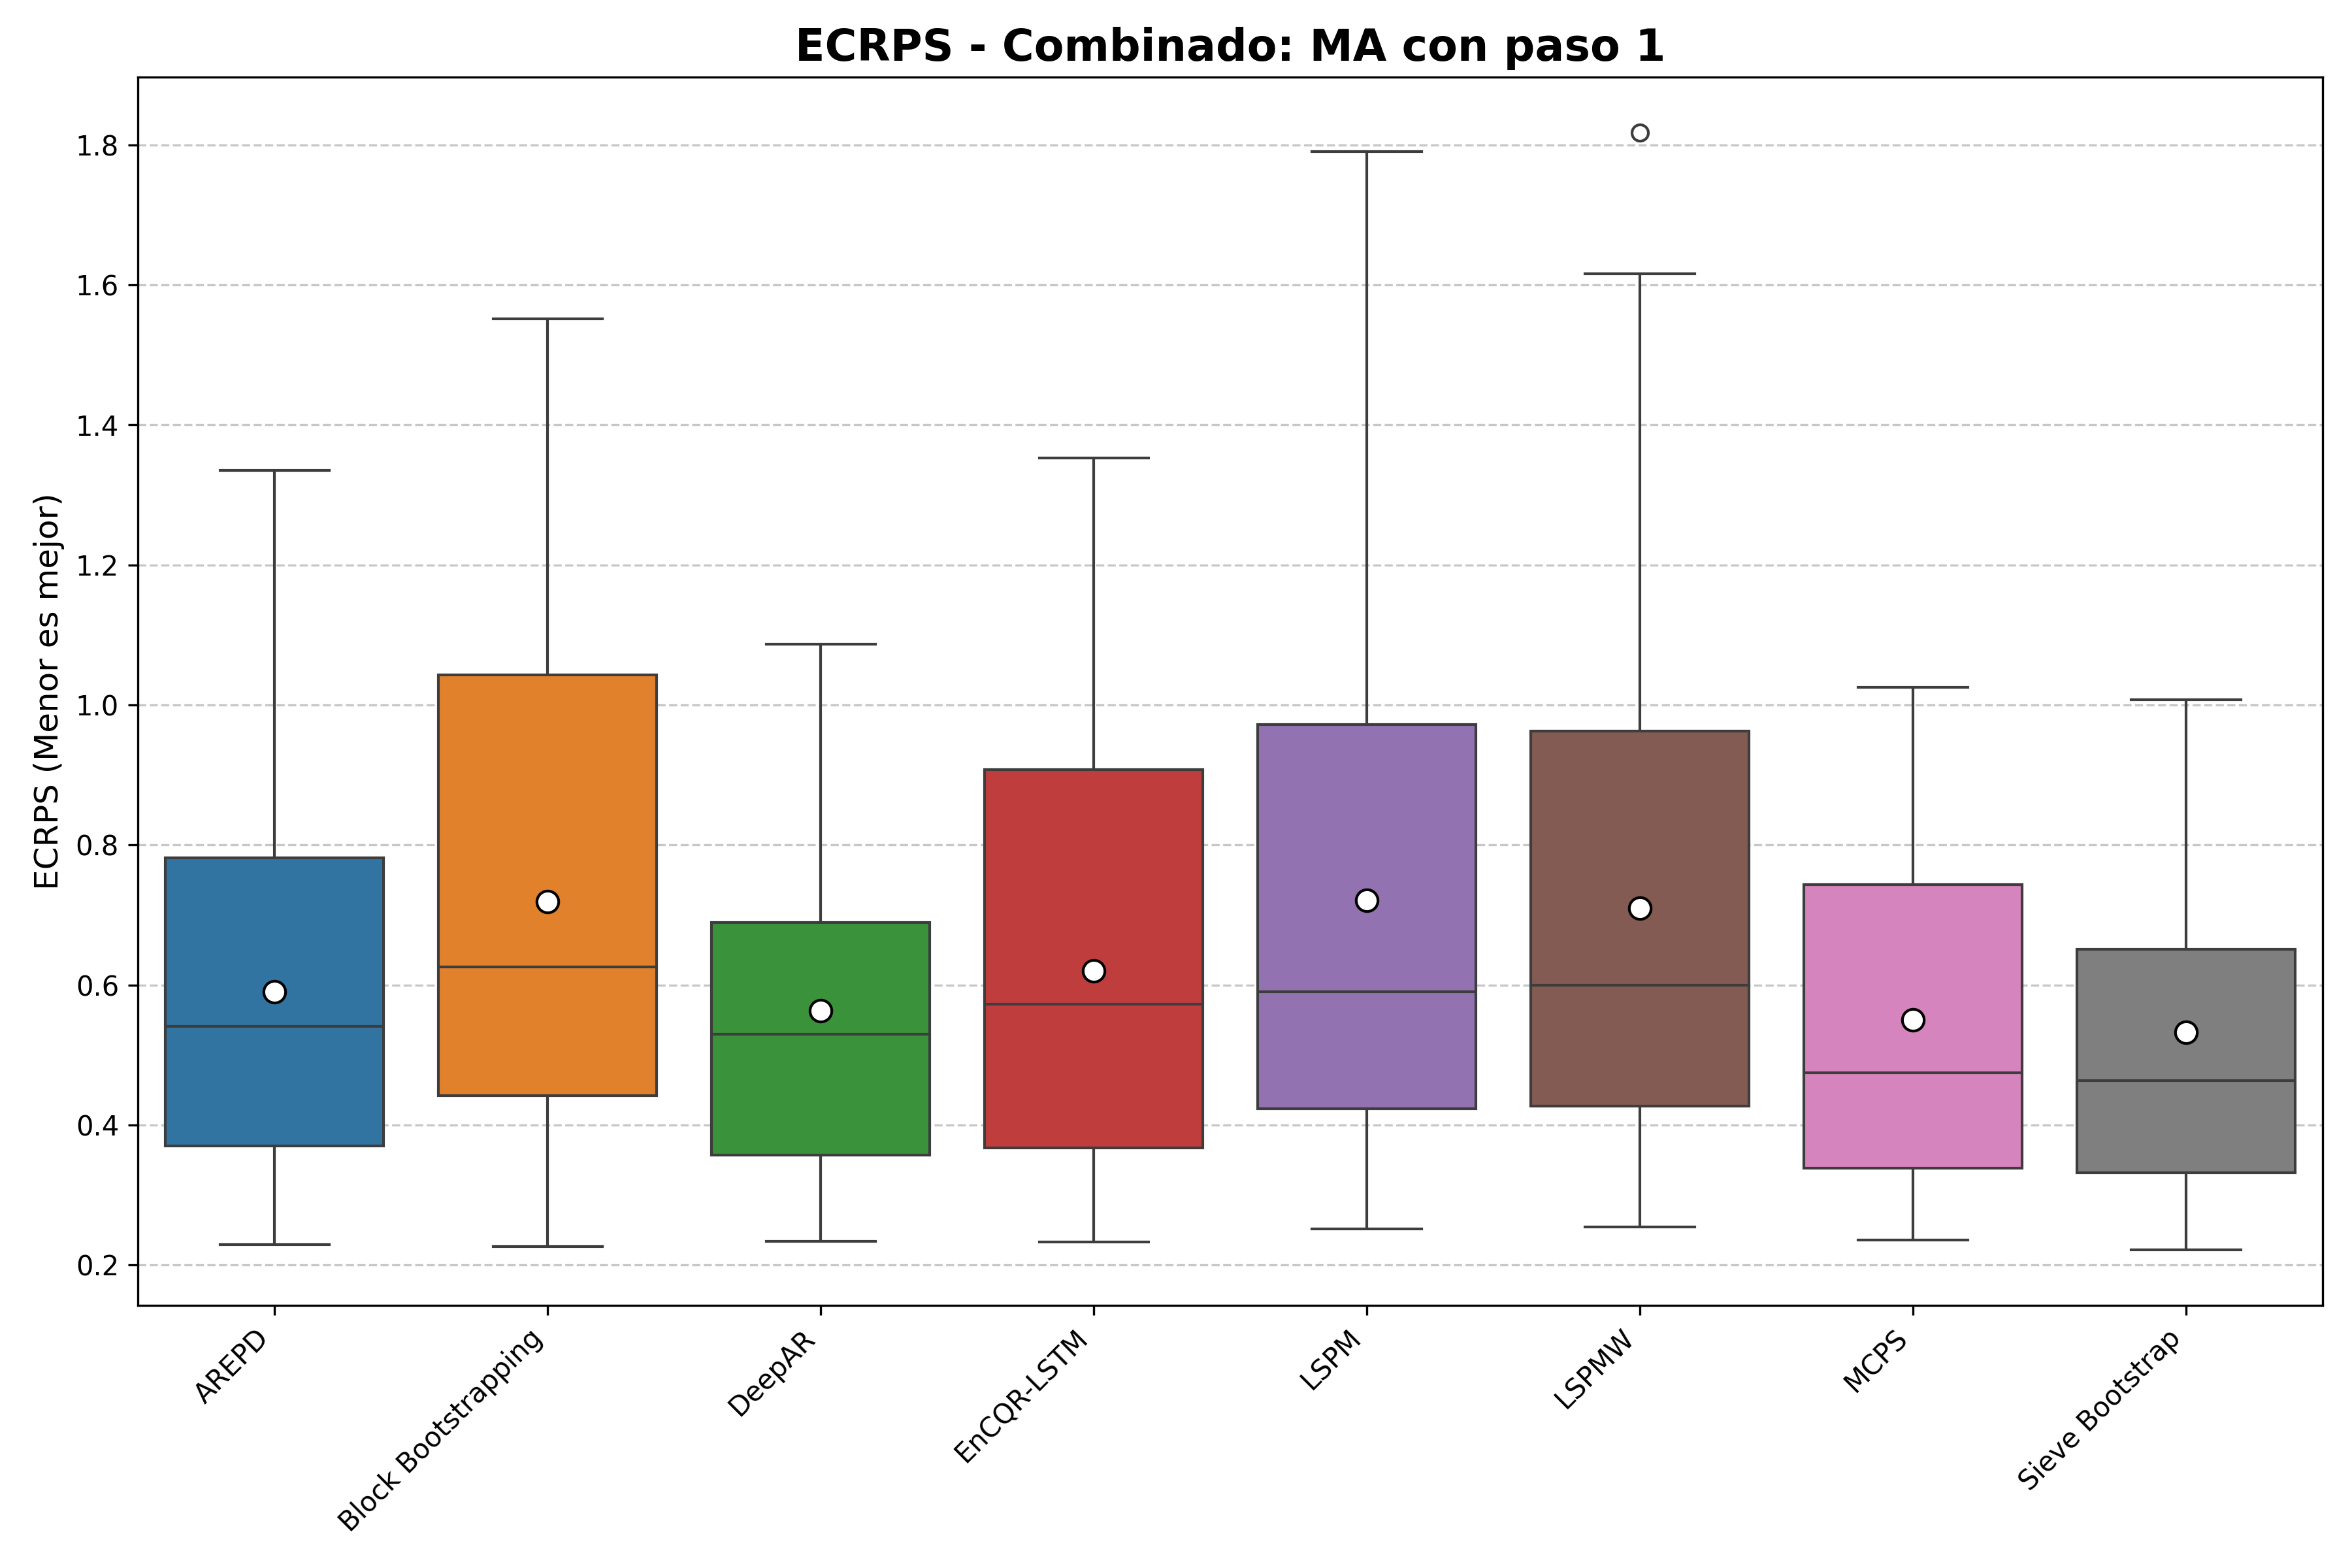 ECRPS - Combinado: MA con paso 1
ECRPS (Menor es mejor)
1.8
1.6
1.4
1.2
1.0
0.8
0.6
0.4
0.2
AREPD
Block Bootstrapping
DeepAR
EnCQR-LSTM
LSPM
LSPMW
MCPS
Sieve Bootstrap